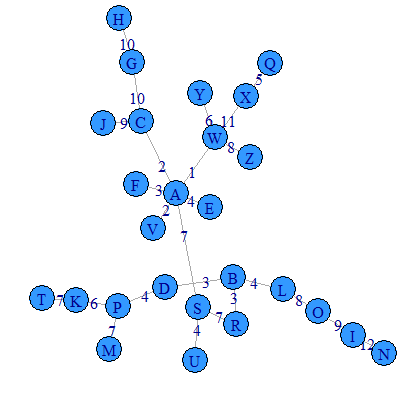 H
10
G
Q
5
Y
X
10
J 9 C
6 11
W
8 Z
2 1
F 3 A
4 E
2
V
7
D 3 B 4 L
T 7 K 6 P 4
3
8
S 7 R
O
7
4
9 I
12 N
M
U